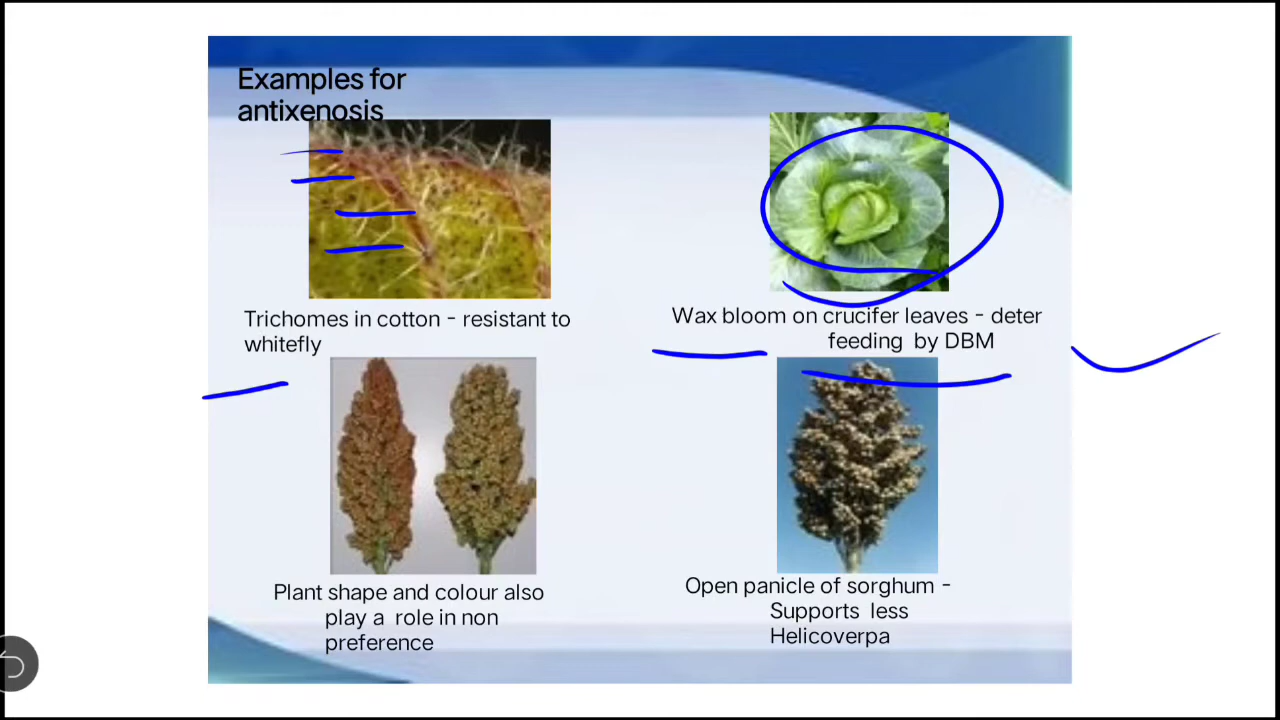 Examples for
antixenosis
Trichomes in cotton - resistant to
whitefly
Wax bloom on crucifer leaves - deter
feeding by DBM
Plant shape and colour also
play a role in non
preference
Open panicle of sorghum -
Supports less
Helicoverpa